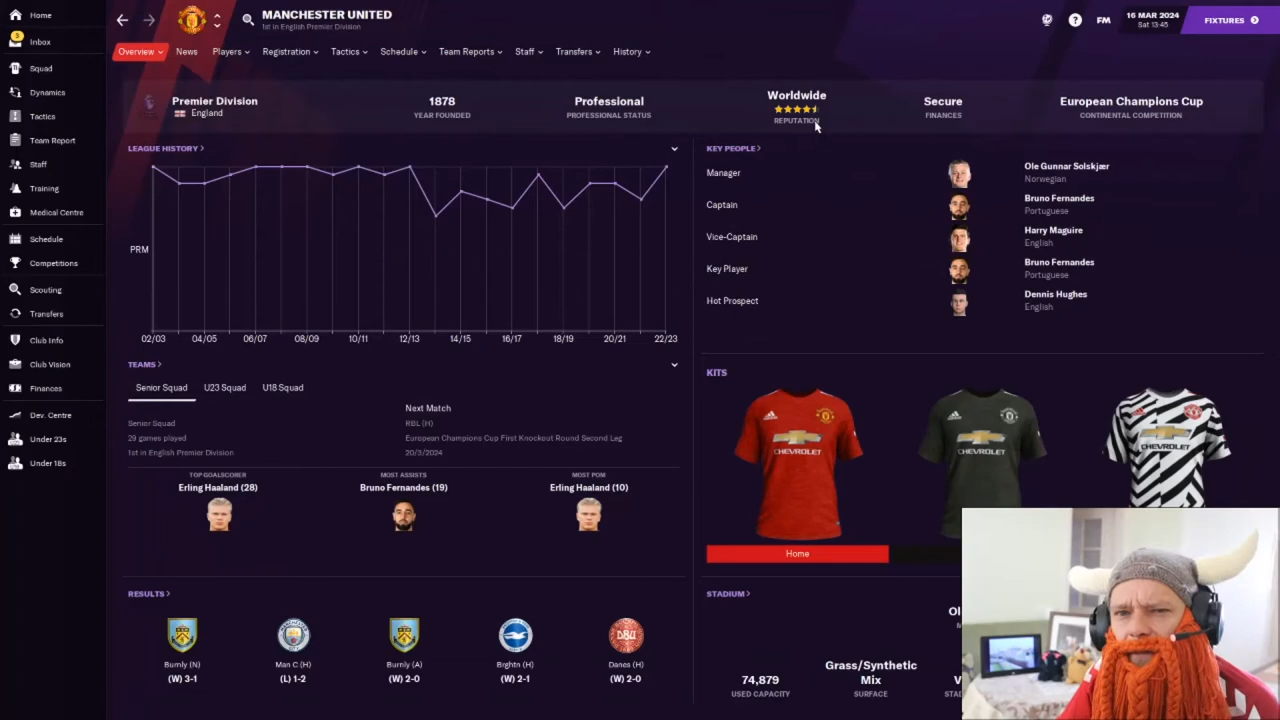 Home
3
Inbox
Squad
Dynamics
Tactics
Team Report
Staff
Training
Medical Centre
Schedule
Competitions
Scouting
Transfers
Club Info
Club Vision
Finances
Dev. Centre
Under 23s
Under 18s
MANCHESTER UNITED
1st in English Premier Division
FM
16 MAR 2024
Sat 13:45
FIXTURES
Overview
News
Players
Registration
Tactics
Schedule
Team Reports
Staff
Transfers
History
Premier Division
England
1878
YEAR FOUNDED
Professional
PROFESSIONAL STATUS
Worldwide
REPUTATION
Secure
FINANCES
European Champions Cup
CONTINENTAL COMPETITION
LEAGUE HISTORY >
PRM
02/03 04/05 06/07 08/09 10/11 12/13 14/15 16/17 18/19 20/21 22/23
KEY PEOPLE >
Manager
Ole Gunnar Solskjær
Norwegian
Captain
Bruno Fernandes
Portuguese
Vice-Captain
Harry Maguire
English
Key Player
Bruno Fernandes
Portuguese
Hot Prospect
Dennis Hughes
English
TEAMS >
Senior Squad U23 Squad U18 Squad
Senior Squad
29 games played
1st in English Premier Division
Next Match
RBL (H)
European Champions Cup First Knockout Round Second Leg
20/3/2024
TOP GOALSCORER
Erling Haaland (28)
MOST ASSISTS
Bruno Fernandes (19)
MOST POM
Erling Haaland (10)
KITS
CHEVROLET
CHEVROLET
CHEVROLET
Home
RESULTS >
DBU
Burnly (N)
(W) 3-1
Man C (H)
(L) 1-2
Burnly (A)
(W) 2-0
Brghtn (H)
(W) 2-1
Danes (H)
(W) 2-0
STADIUM >
Ol
74,879
USED CAPACITY
Grass/Synthetic
Mix
SURFACE
V
STAD